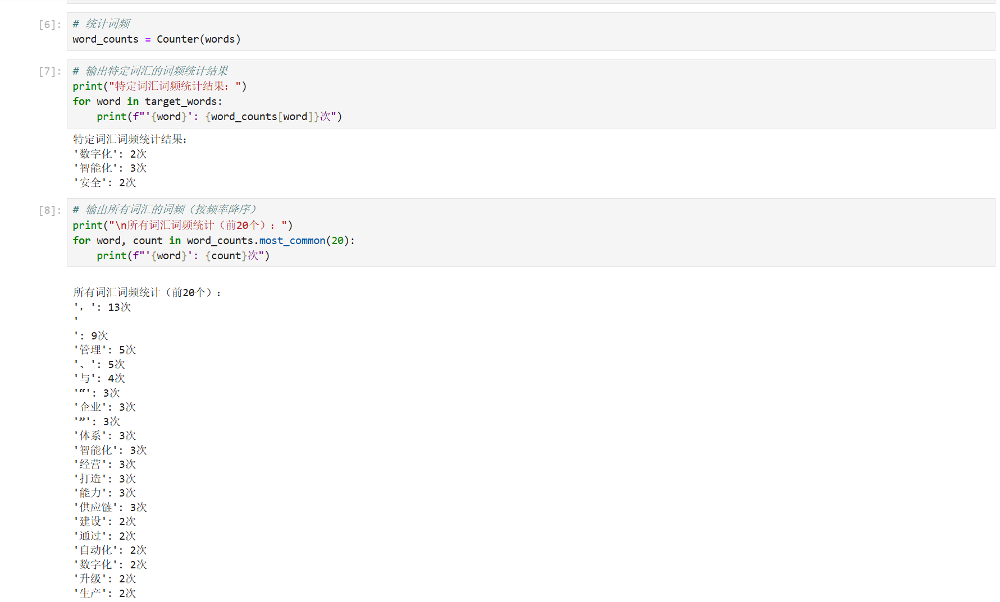 [6]:
# 统计词频
word_counts = Counter(words)
[7]:
# 输出特定词汇的词频统计结果
print("特定词汇词频统计结果：")
for word in target_words:
    print(f"'{word}': {word_counts[word]}次")
特定词汇词频统计结果：
'数字化': 2次
'智能化': 3次
'安全': 2次
[8]:
# 输出所有词汇的词频（按频率降序）
print("\n所有词汇词频统计（前20个）：")
for word, count in word_counts.most_common(20):
    print(f"'{word}': {count}次")
所有词汇词频统计（前20个）：
'，': 13次
'
': 9次
'管理': 5次
'、': 5次
'与': 4次
'“': 3次
'企业': 3次
'”': 3次
'体系': 3次
'智能化': 3次
'经营': 3次
'打造': 3次
'能力': 3次
'供应链': 3次
'建设': 2次
'通过': 2次
'自动化': 2次
'数字化': 2次
'升级': 2次
'生产': 2次